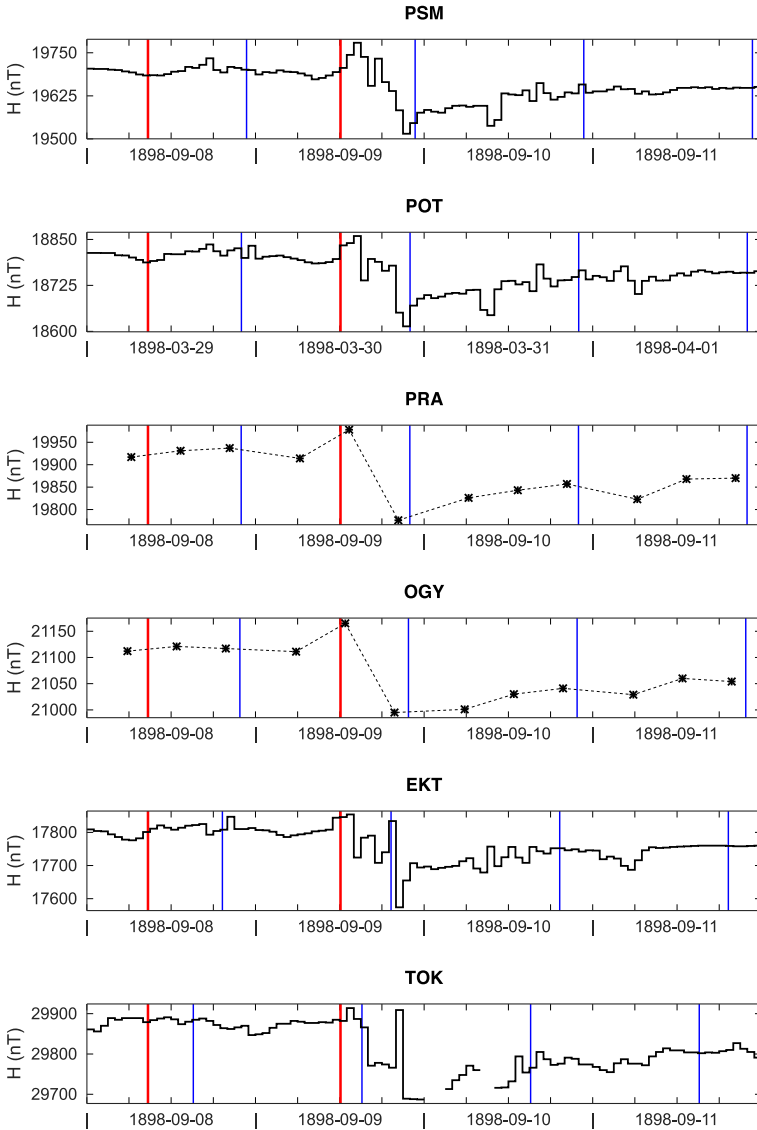 PSM
H (nT)
19750
19625
19500
1898-09-08 1898-09-09 1898-09-10 1898-09-11
POT
H (nT)
18850
18725
18600
1898-03-29 1898-03-30 1898-03-31 1898-04-01
PRA
H (nT)
19950
19900
19850
19800
1898-09-08 1898-09-09 1898-09-10 1898-09-11
OGY
H (nT)
21150
21100
21050
21000
1898-09-08 1898-09-09 1898-09-10 1898-09-11
EKT
H (nT)
17800
17700
17600
1898-09-08 1898-09-09 1898-09-10 1898-09-11
TOK
H (nT)
29900
29800
29700
1898-09-08 1898-09-09 1898-09-10 1898-09-11